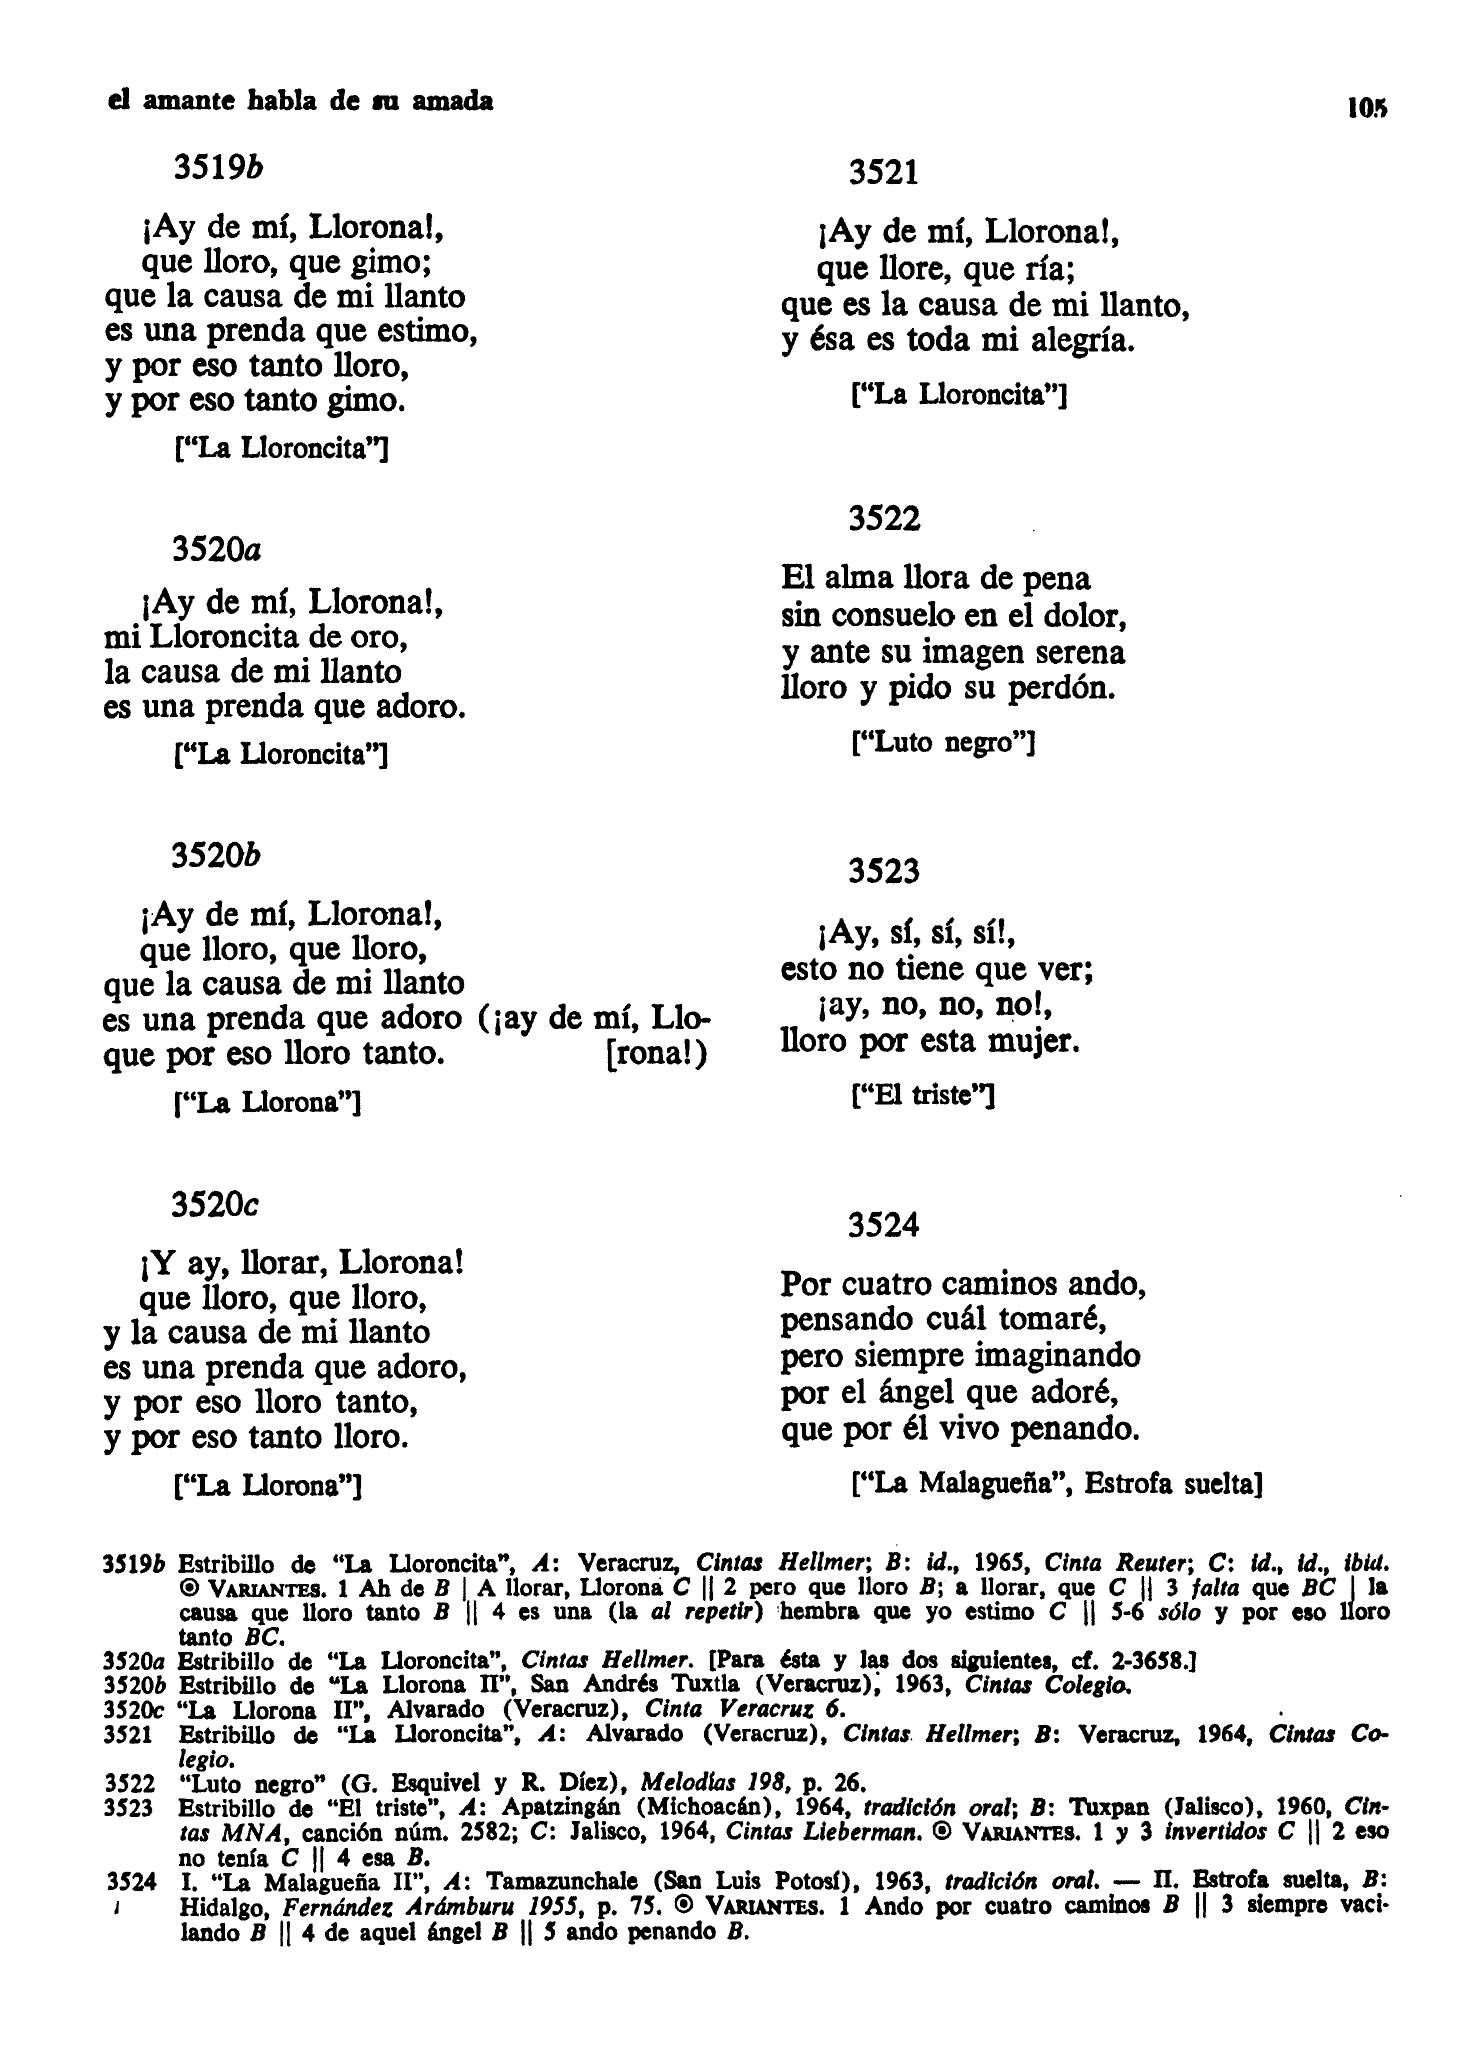 el amante habla de su amada
105
3519b
¡Ay de mí, Llorona!,
que lloro, que gimo;
que la causa de mi llanto
es una prenda que estimo,
y por eso tanto lloro,
y por eso tanto gimo.
[“La Lloroncita”]
3520a
¡Ay de mí, Llorona!,
mi Lloroncita de oro,
la causa de mi llanto
es una prenda que adoro.
[“La Lloroncita”]
3520b
¡Ay de mí, Llorona!,
que lloro, que lloro,
que la causa de mi llanto
es una prenda que adoro (¡ay de mí, Llo-
que por eso lloro tanto. [rona!)
[“La Llorona”]
3520c
¡Y ay, llorar, Llorona!
que lloro, que lloro,
y la causa de mi llanto
es una prenda que adoro,
y por eso lloro tanto,
y por eso tanto lloro.
[“La Llorona”]
3521
¡Ay de mí, Llorona!,
que llore, que ría;
que es la causa de mi llanto,
y ésa es toda mi alegría.
[“La Lloroncita”]
3522
El alma llora de pena
sin consuelo en el dolor,
y ante su imagen serena
lloro y pido su perdón.
[“Luto negro”]
3523
¡Ay, sí, sí, sí!,
esto no tiene que ver;
¡ay, no, no, no!,
lloro por esta mujer.
[“El triste”]
3524
Por cuatro caminos ando,
pensando cuál tomaré,
pero siempre imaginando
por el ángel que adoré,
que por él vivo penando.
[“La Malagueña”, Estrofa suelta]
3519b Estribillo de “La Lloroncita”, A: Veracruz, Cintas Hellmer; B: id., 1965, Cinta Reuter; C: id., id., ibid.
⊙ VARIANTES. 1 Ah de B | A llorar, Llorona C || 2 pero que lloro B; a llorar, que C || 3 falta que BC | la
causa que lloro tanto B || 4 es una (la al repetir) hembra que yo estimo C || 5-6 sólo y por eso lloro
tanto BC.
3520a Estribillo de “La Lloroncita”, Cintas Hellmer. [Para ésta y las dos siguientes, cf. 2-3658.]
3520b Estribillo de “La Llorona II”, San Andrés Tuxtla (Veracruz), 1963, Cintas Colegio.
3520c “La Llorona II”, Alvarado (Veracruz), Cinta Veracruz 6.
3521 Estribillo de “La Lloroncita”, A: Alvarado (Veracruz), Cintas Hellmer; B: Veracruz, 1964, Cintas Co-
legio.
3522 “Luto negro” (G. Esquivel y R. Díez), Melodías 198, p. 26.
3523 Estribillo de “El triste”, A: Apatzingán (Michoacán), 1964, tradición oral; B: Tuxpan (Jalisco), 1960, Cin-
tas MNA, canción núm. 2582; C: Jalisco, 1964, Cintas Lieberman. ⊙ VARIANTES. 1 y 3 invertidos C || 2 eso
no tenía C || 4 esa B.
3524 I. “La Malagueña II”, A: Tamazunchale (San Luis Potosí), 1963, tradición oral. — II. Estrofa suelta, B:
Hidalgo, Fernández Arámburu 1955, p. 75. ⊙ VARIANTES. 1 Ando por cuatro caminos B || 3 siempre vaci-
lando B || 4 de aquel ángel B || 5 ando penando B.